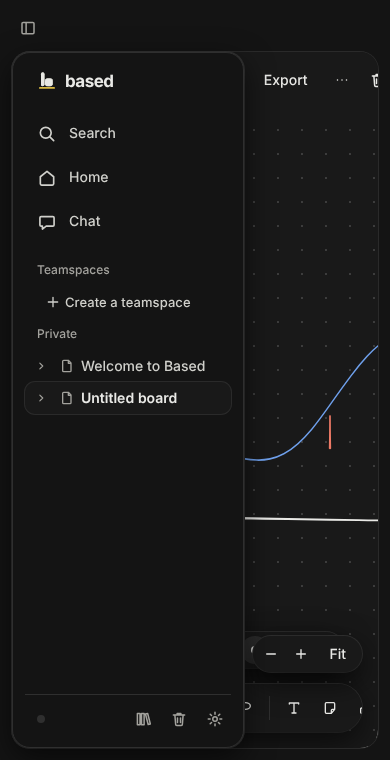 based
Export
Search
Home
Chat
Teamspaces
+ Create a teamspace
Private
Welcome to Based
Untitled board
Fit